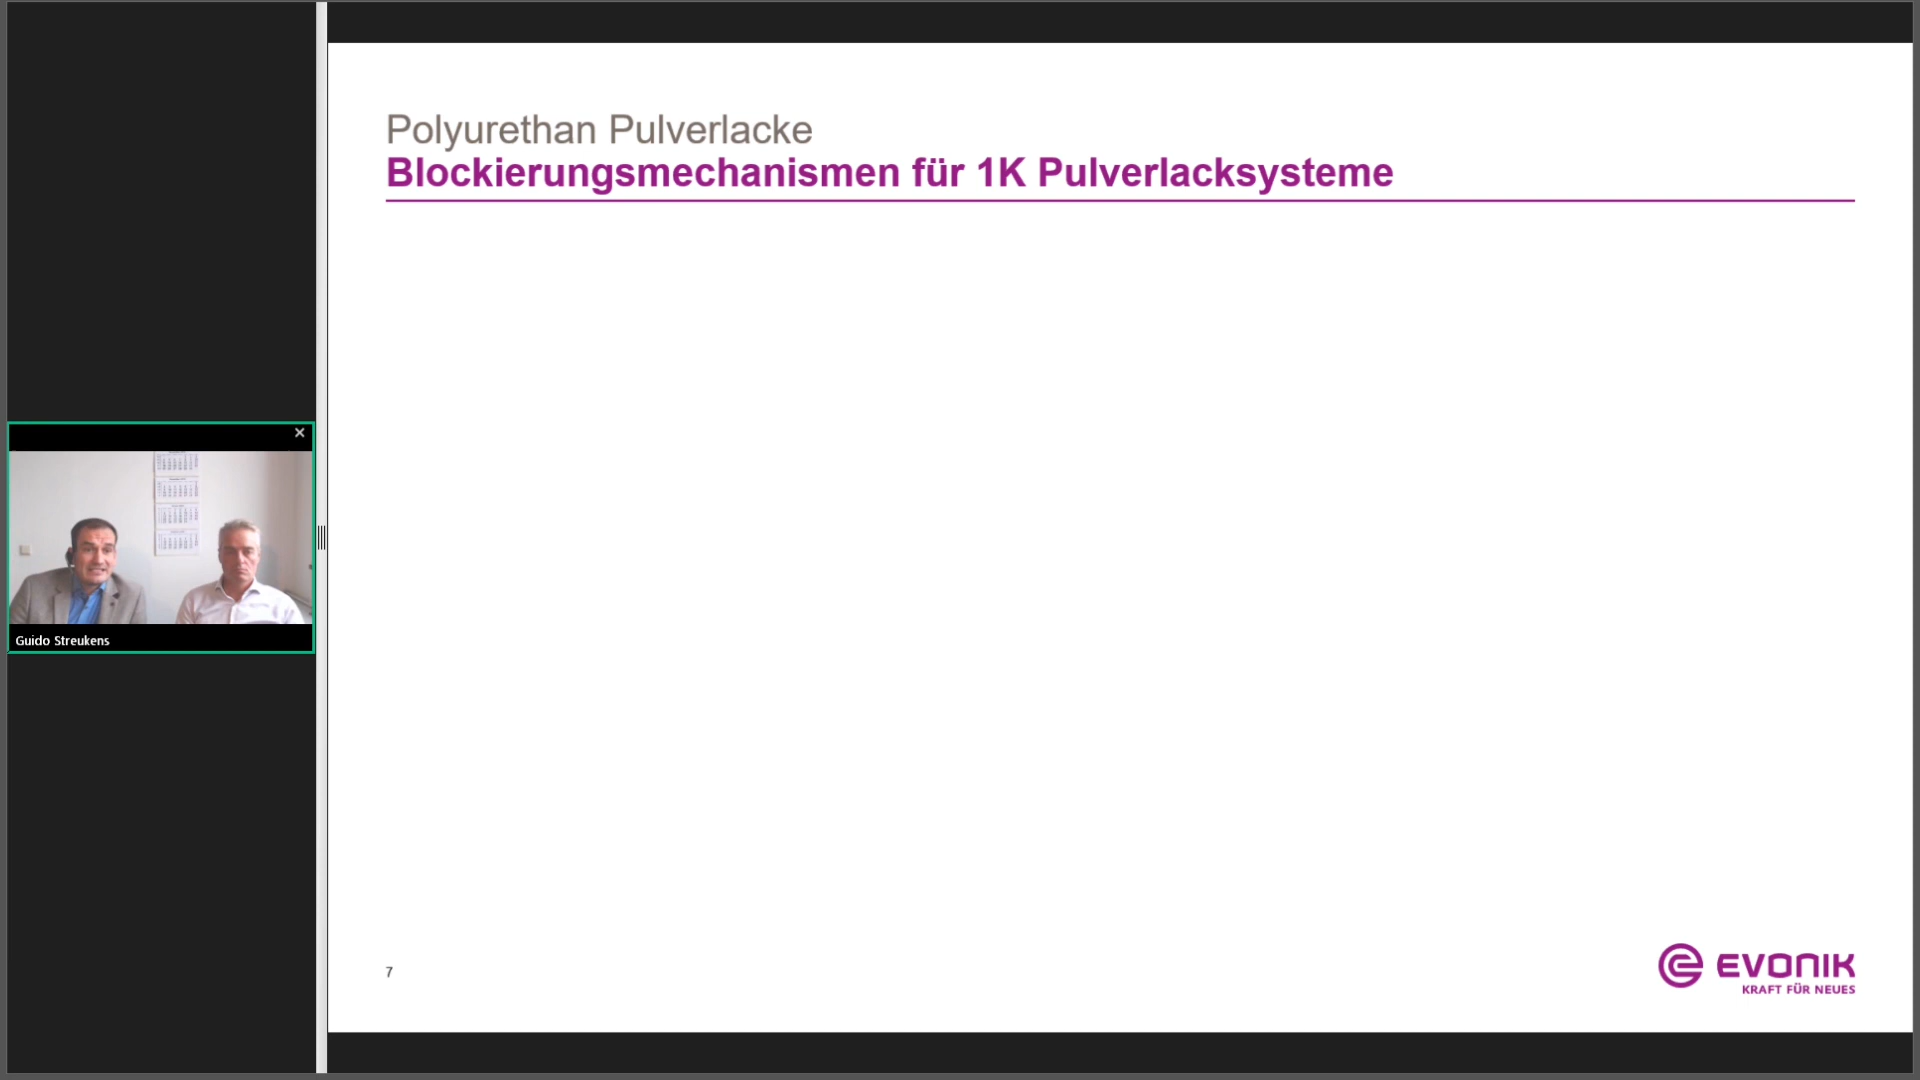 Polyurethan Pulverlacke
Blockierungsmechanismen für 1K Pulverlacksysteme
Guido Streukens
7
EVONIK
KRAFT FÜR NEUES